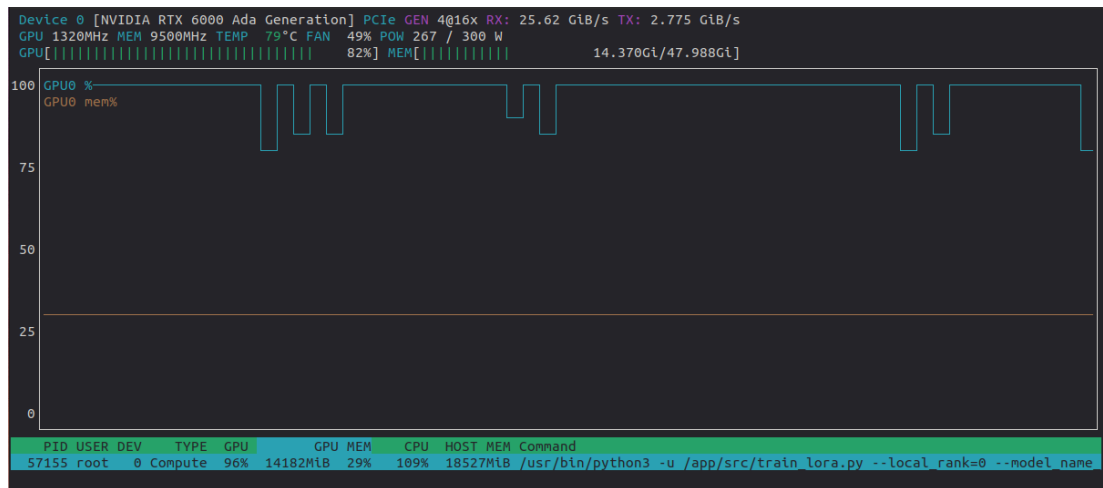 Device 0 [NVIDIA RTX 6000 Ada Generation] PCIe GEN 4@16x RX: 25.62 GiB/s TX: 2.775 GiB/s
GPU 1320MHz MEM 9500MHz TEMP 79°C FAN 49% POW 267 / 300 W
GPU[||||||||||||||||||||||||||||||||| 82%] MEM[||||||||||| 14.370Gi/47.988Gi]
100 GPU0 %
GPU0 mem%
75
50
25
0
PID USER DEV TYPE GPU GPU MEM CPU HOST MEM Command
57155 root 0 Compute 96% 14182MiB 29% 109% 18527MiB /usr/bin/python3 -u /app/src/train_lora.py --local_rank=0 --model_name_